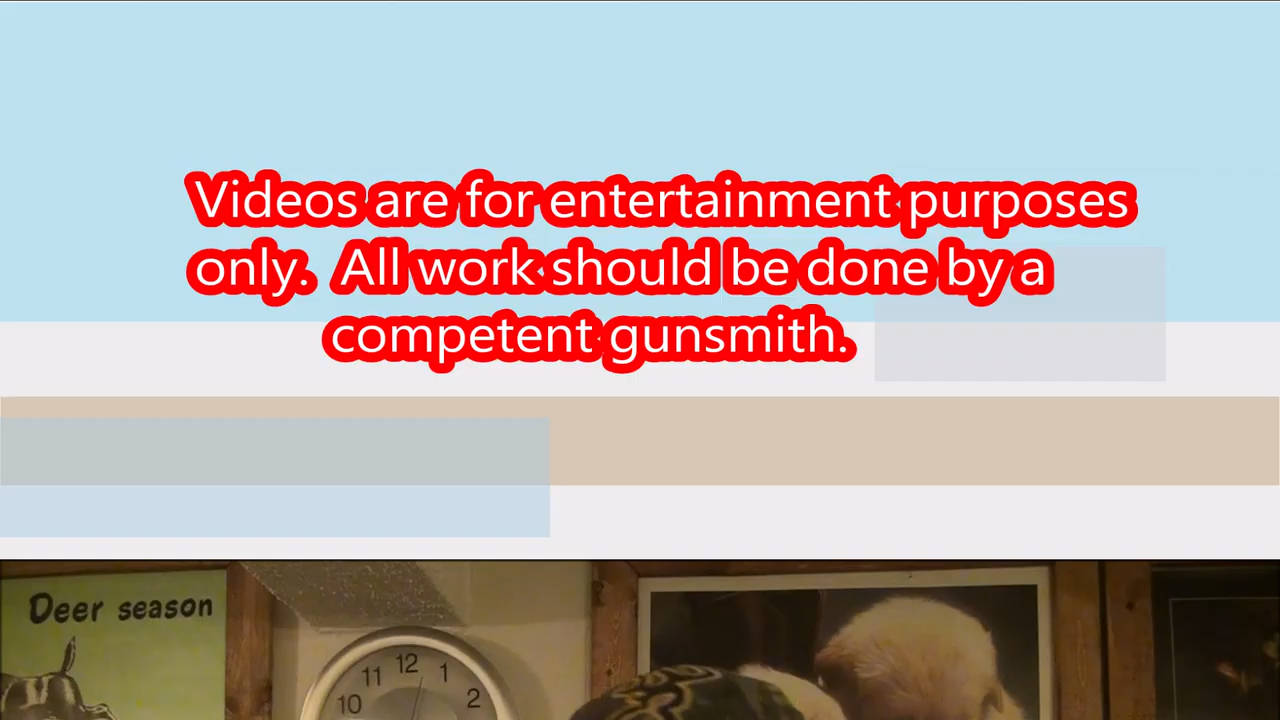 Videos are for entertainment purposes
only.  All work should be done by a
competent gunsmith.
Deer season
11 12 1
10 2